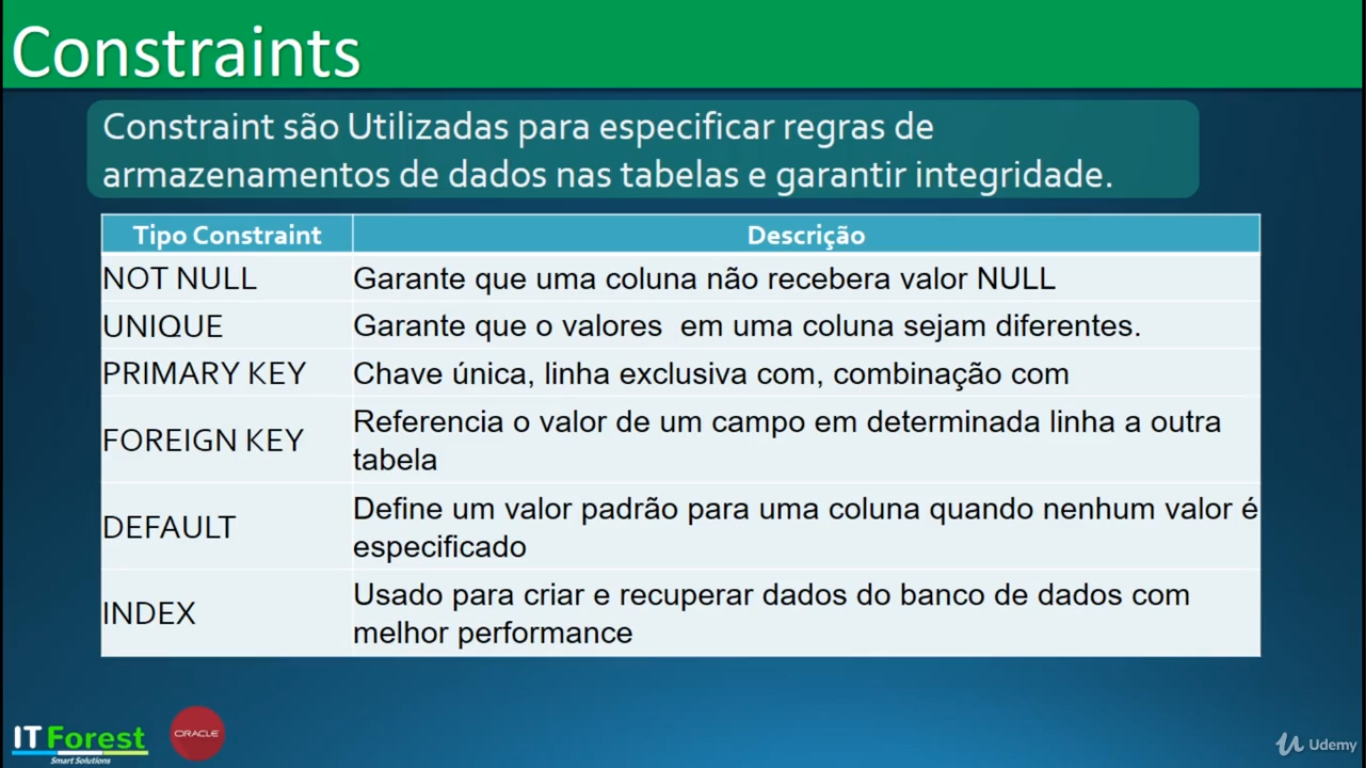 Constraints
Constraint são Utilizadas para especificar regras de
armazenamentos de dados nas tabelas e garantir integridade.
Tipo Constraint Descrição
NOT NULL Garante que uma coluna não recebera valor NULL
UNIQUE Garante que o valores em uma coluna sejam diferentes.
PRIMARY KEY Chave única, linha exclusiva com, combinação com
FOREIGN KEY Referencia o valor de um campo em determinada linha a outra
tabela
DEFAULT Define um valor padrão para uma coluna quando nenhum valor é
especificado
INDEX Usado para criar e recuperar dados do banco de dados com
melhor performance
IT Forest
Smart Solutions
ORACLE
Udemy